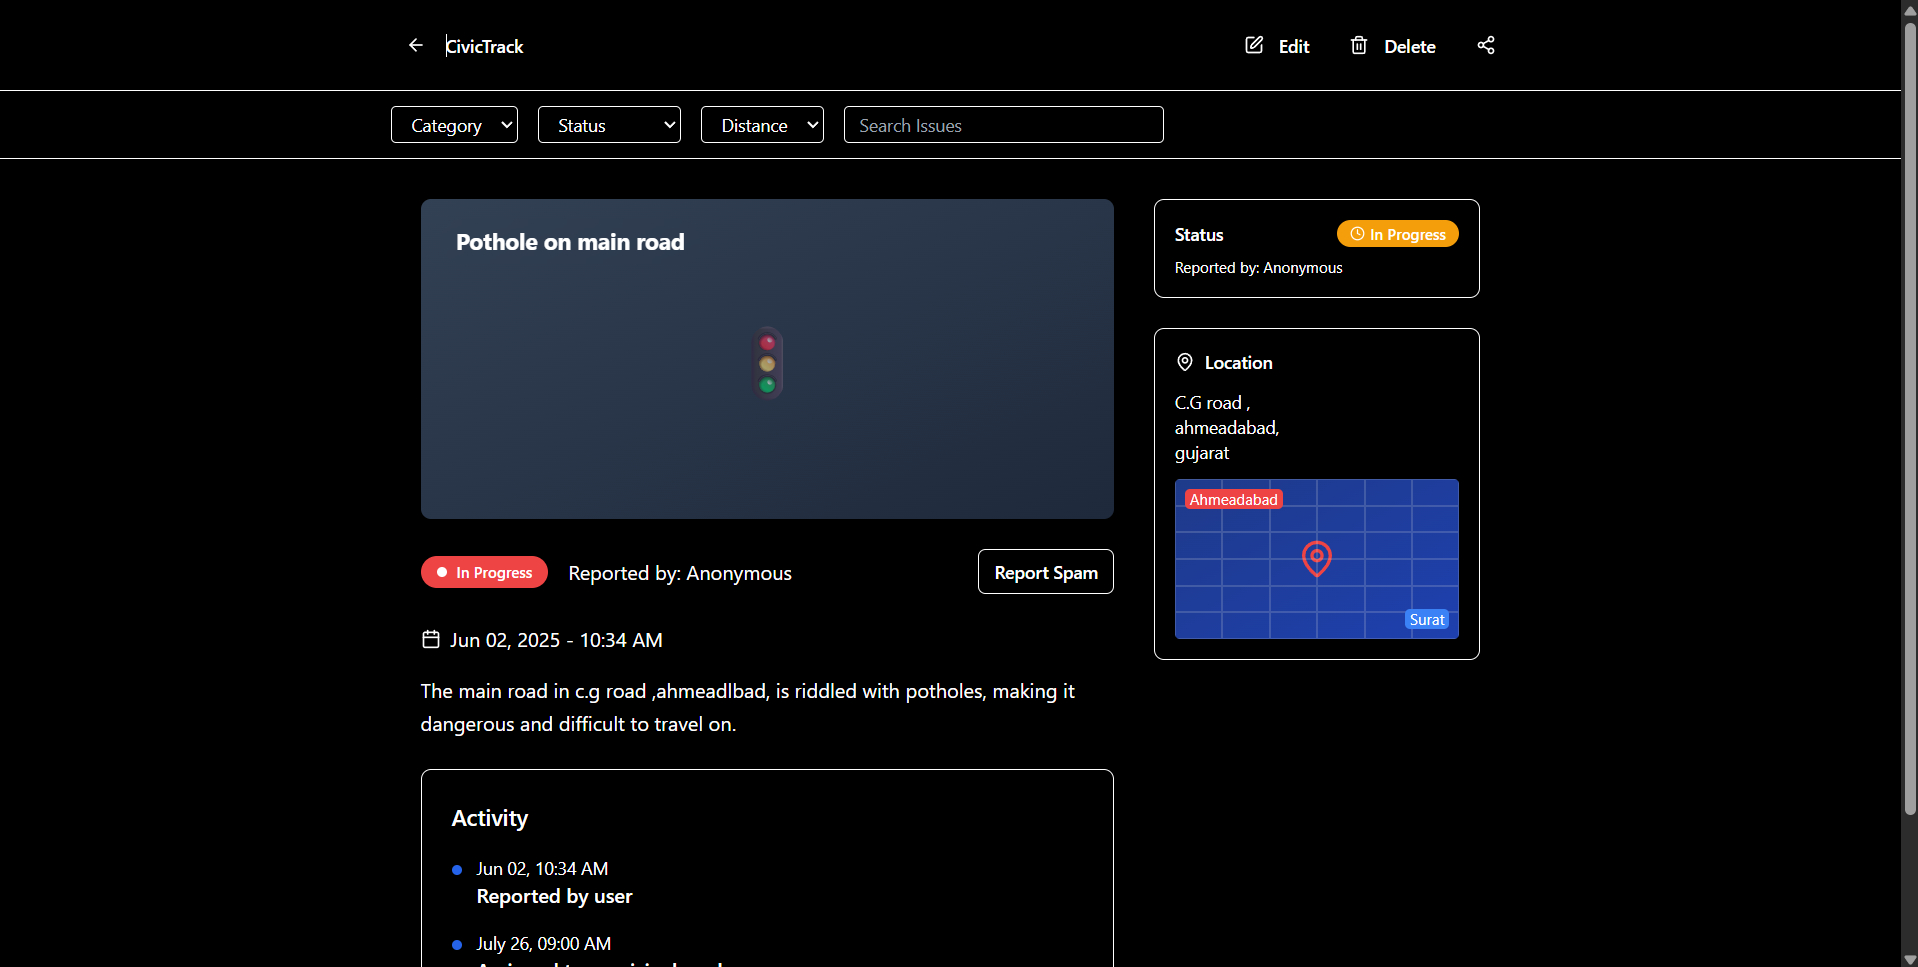 CivicTrack
Edit
Delete
Category
Status
Distance
Search Issues
Pothole on main road
In Progress
Reported by: Anonymous
Report Spam
Jun 02, 2025 - 10:34 AM
The main road in c.g road ,ahmeadlbad, is riddled with potholes, making it
dangerous and difficult to travel on.
Activity
Jun 02, 10:34 AM
Reported by user
July 26, 09:00 AM
Status
In Progress
Reported by: Anonymous
Location
C.G road ,
ahmeadabad,
gujarat
Ahmeadabad
Surat